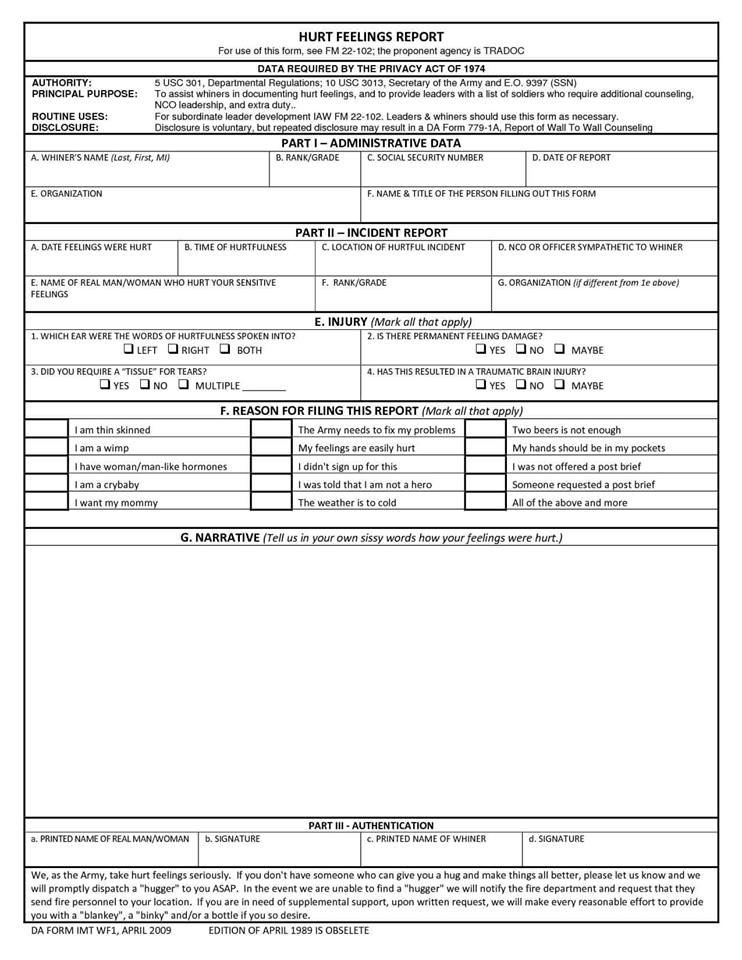 HURT FEELINGS REPORT
For use of this form, see FM 22-102; the proponent agency is TRADOC
DATA REQUIRED BY THE PRIVACY ACT OF 1974
AUTHORITY: 5 USC 301, Departmental Regulations; 10 USC 3013, Secretary of the Army and E.O. 9397 (SSN)
PRINCIPAL PURPOSE: To assist whiners in documenting hurt feelings, and to provide leaders with a list of soldiers who require additional counseling,
NCO leadership, and extra duty..
ROUTINE USES: For subordinate leader development IAW FM 22-102. Leaders & whiners should use this form as necessary.
DISCLOSURE: Disclosure is voluntary, but repeated disclosure may result in a DA Form 779-1A, Report of Wall To Wall Counseling
PART I – ADMINISTRATIVE DATA
A. WHINER'S NAME (Last, First, MI) B. RANK/GRADE C. SOCIAL SECURITY NUMBER D. DATE OF REPORT
E. ORGANIZATION F. NAME & TITLE OF THE PERSON FILLING OUT THIS FORM
PART II – INCIDENT REPORT
A. DATE FEELINGS WERE HURT B. TIME OF HURTFULNESS C. LOCATION OF HURTFUL INCIDENT D. NCO OR OFFICER SYMPATHETIC TO WHINER
E. NAME OF REAL MAN/WOMAN WHO HURT YOUR SENSITIVE F. RANK/GRADE G. ORGANIZATION (if different from 1e above)
FEELINGS
E. INJURY (Mark all that apply)
1. WHICH EAR WERE THE WORDS OF HURTFULNESS SPOKEN INTO? 2. IS THERE PERMANENT FEELING DAMAGE?
❑ LEFT ❑ RIGHT ❑ BOTH ❑ YES ❑ NO ❑ MAYBE
3. DID YOU REQUIRE A “TISSUE” FOR TEARS? 4. HAS THIS RESULTED IN A TRAUMATIC BRAIN INJURY?
❑ YES ❑ NO ❑ MULTIPLE ________ ❑ YES ❑ NO ❑ MAYBE
F. REASON FOR FILING THIS REPORT (Mark all that apply)
I am thin skinned The Army needs to fix my problems Two beers is not enough
I am a wimp My feelings are easily hurt My hands should be in my pockets
I have woman/man-like hormones I didn't sign up for this I was not offered a post brief
I am a crybaby I was told that I am not a hero Someone requested a post brief
I want my mommy The weather is to cold All of the above and more
G. NARRATIVE (Tell us in your own sissy words how your feelings were hurt.)
PART III - AUTHENTICATION
a. PRINTED NAME OF REAL MAN/WOMAN b. SIGNATURE c. PRINTED NAME OF WHINER d. SIGNATURE
We, as the Army, take hurt feelings seriously. If you don't have someone who can give you a hug and make things all better, please let us know and we
will promptly dispatch a "hugger" to you ASAP. In the event we are unable to find a "hugger" we will notify the fire department and request that they
send fire personnel to your location. If you are in need of supplemental support, upon written request, we will make every reasonable effort to provide
you with a "blankey", a "binky" and/or a bottle if you so desire.
DA FORM IMT WF1, APRIL 2009 EDITION OF APRIL 1989 IS OBSELETE